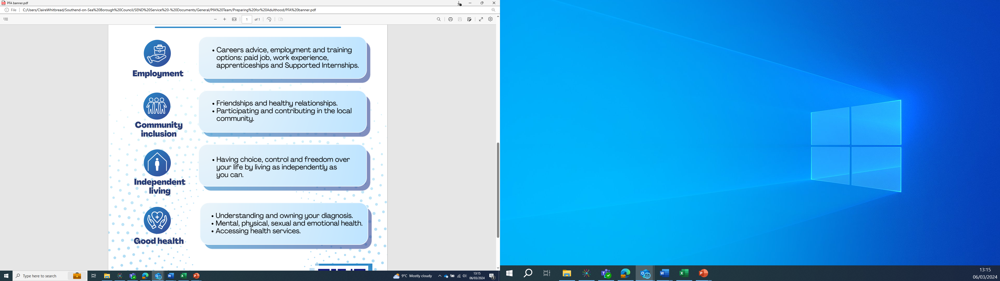 PFA banner.pdf
File
C:/Users/ClaireWhitbread/Southend-on-Sea%20Borough%20Council/SEND%20Service%20-%20Documents/General/PfA%20Team/Preparing%20for%20Adulthood/PFA%20banner.pdf
1 of 1
Employment
• Careers advice, employment and training
options: paid job, work experience,
apprenticeships and Supported Internships.
Community
inclusion
• Friendships and healthy relationships.
• Participating and contributing in the local
community.
Independent
living
• Having choice, control and freedom over
your life by living as independently as
you can.
Good health
• Understanding and owning your diagnosis.
• Mental, physical, sexual and emotional health.
• Accessing health services.
Type here to search
9°C Mostly cloudy
13:15
06/03/2024
5
13:15
06/03/2024